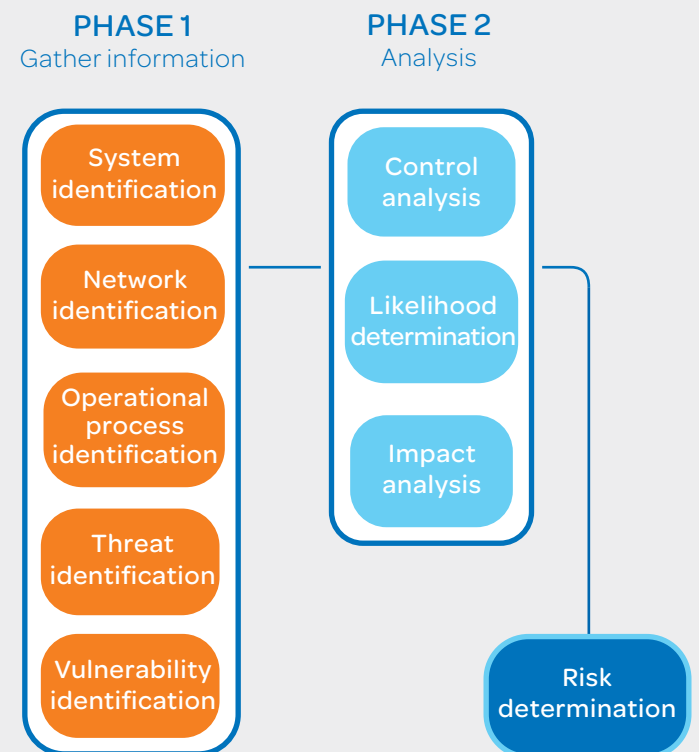 PHASE 1
Gather information
System
identification
Network
identification
Operational
process
identification
Threat
identification
Vulnerability
identification
PHASE 2
Analysis
Control
analysis
Likelihood
determination
Impact
analysis
Risk
determination